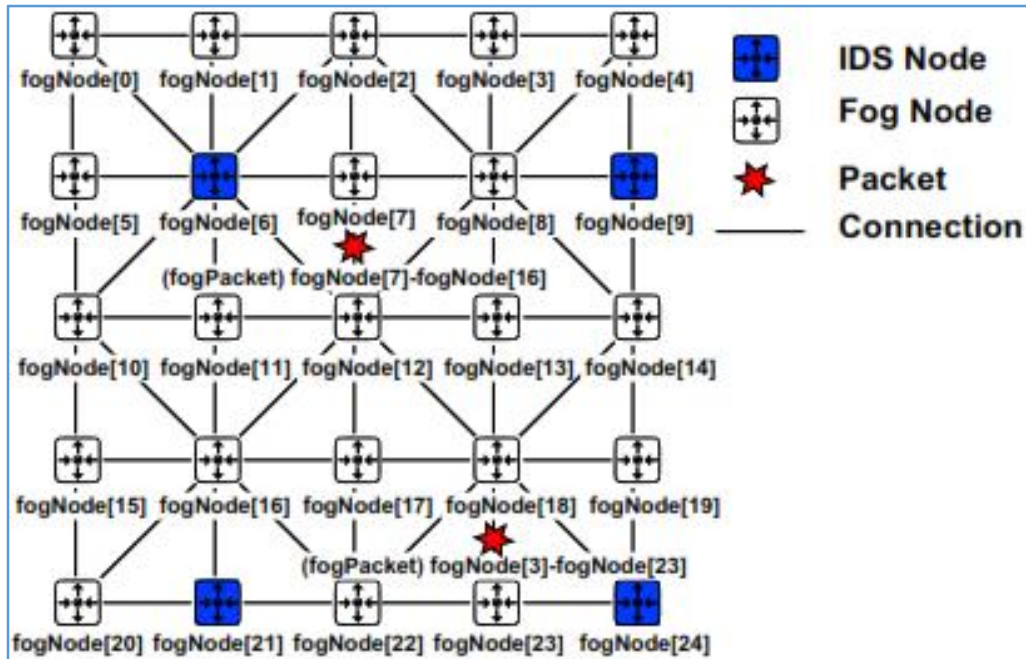 fogNode[0] fogNode[1] fogNode[2] fogNode[3] fogNode[4]
fogNode[5] fogNode[6] fogNode[7] fogNode[8] fogNode[9]
(fogPacket) fogNode[7]-fogNode[16]
fogNode[10] fogNode[11] fogNode[12] fogNode[13] fogNode[14]
fogNode[15] fogNode[16] fogNode[17] fogNode[18] fogNode[19]
(fogPacket) fogNode[3]-fogNode[23]
fogNode[20] fogNode[21] fogNode[22] fogNode[23] fogNode[24]
IDS Node
Fog Node
Packet
Connection